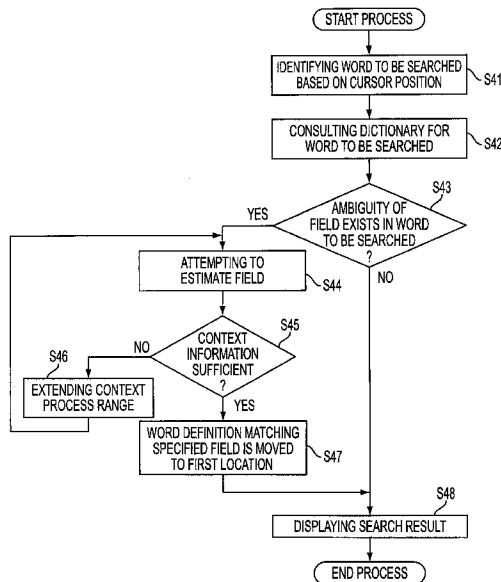 START PROCESS
IDENTIFYING WORD TO BE SEARCHED
BASED ON CURSOR POSITION
S41
CONSULTING DICTIONARY FOR
WORD TO BE SEARCHED
S42
S43
AMBIGUITY OF
FIELD EXISTS IN WORD
TO BE SEARCHED
?
YES
NO
ATTEMPTING TO
ESTIMATE FIELD
S44
S45
CONTEXT
INFORMATION
SUFFICIENT
?
NO
YES
S46
EXTENDING CONTEXT
PROCESS RANGE
WORD DEFINITION MATCHING
SPECIFIED FIELD IS MOVED
TO FIRST LOCATION
S47
S48
DISPLAYING SEARCH RESULT
END PROCESS